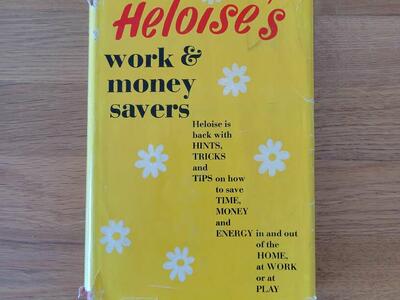 Heloise's
work &
money
savers
Heloise is
back with
HINTS,
TRICKS
and
TiPS on how
to save
TIME,
MONEY
and
ENERGY in and out
of the
HOME,
at WORK
or at
PLAY